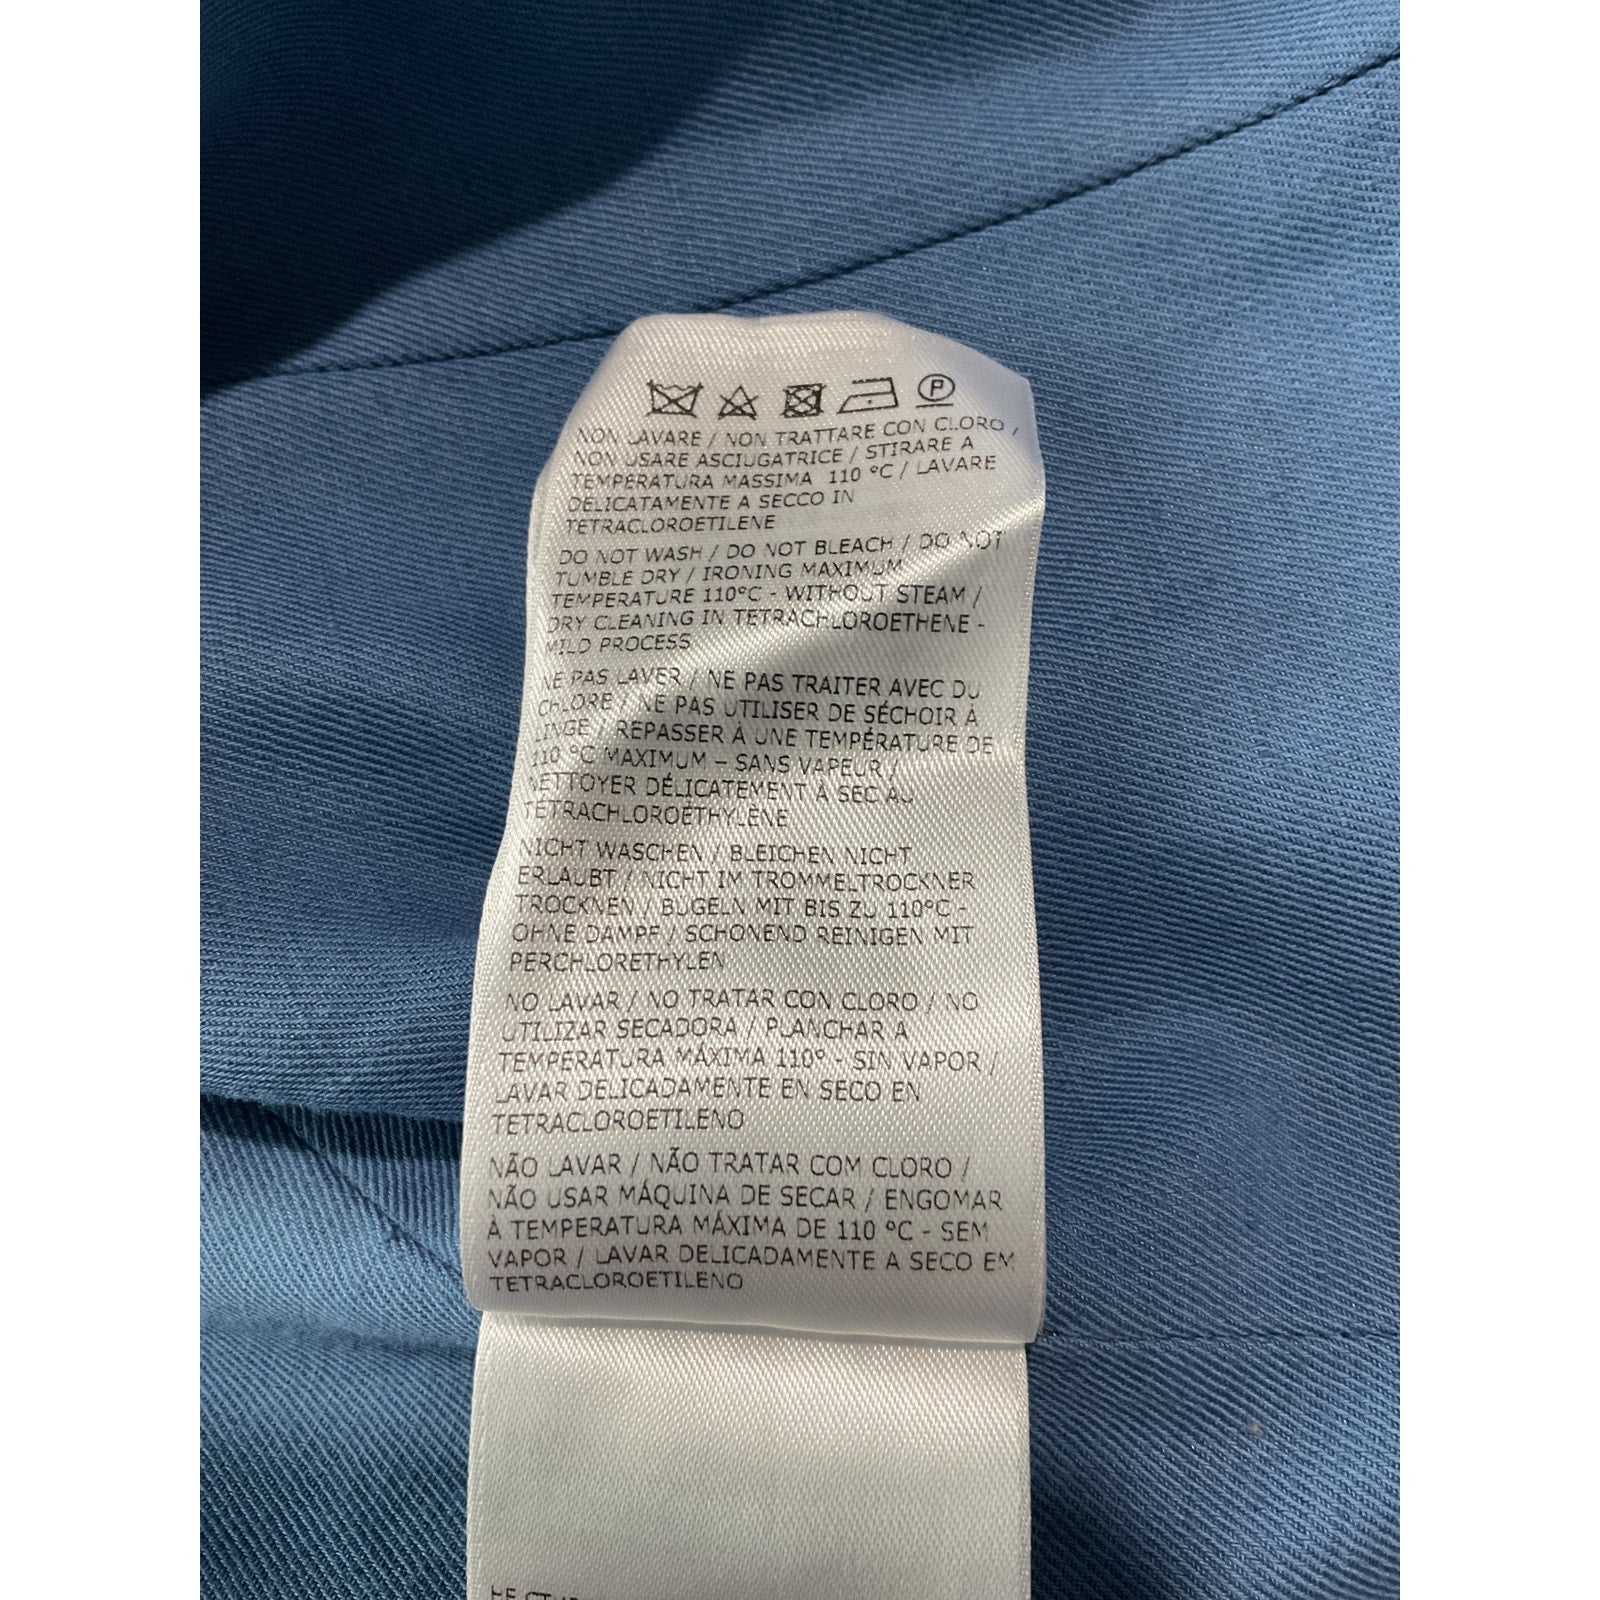 P
NON LAVARE / NON TRATTARE CON CLORO /
NON USARE ASCIUGATRICE / STIRARE A
TEMPERATURA MASSIMA 110 °C / LAVARE
DELICATAMENTE A SECCO IN
TETRACLOROETILENE
DO NOT WASH / DO NOT BLEACH / DO NOT
TUMBLE DRY / IRONING MAXIMUM
TEMPERATURE 110°C - WITHOUT STEAM /
DRY CLEANING IN TETRACHLOROETHENE -
MILD PROCESS
NE PAS LAVER / NE PAS TRAITER AVEC DU
CHLORE / NE PAS UTILISER DE SÉCHOIR À
LINGE / REPASSER À UNE TEMPÉRATURE DE
110 °C MAXIMUM – SANS VAPEUR /
NETTOYER DÉLICATEMENT À SEC AU
TÉTRACHLOROÉTHYLÈNE
NICHT WASCHEN / BLEICHEN NICHT
ERLAUBT / NICHT IM TROMMELTROCKNER
TROCKNEN / BÜGELN MIT BIS ZU 110°C -
OHNE DAMPF / SCHONEND REINIGEN MIT
PERCHLORETHYLEN
NO LAVAR / NO TRATAR CON CLORO / NO
UTILIZAR SECADORA / PLANCHAR A
TEMPERATURA MÁXIMA 110° - SIN VAPOR /
LAVAR DELICADAMENTE EN SECO EN
TETRACLOROETILENO
NÃO LAVAR / NÃO TRATAR COM CLORO /
NÃO USAR MÁQUINA DE SECAR / ENGOMAR
À TEMPERATURA MÁXIMA DE 110 °C - SEM
VAPOR / LAVAR DELICADAMENTE A SECO EM
TETRACLOROETILENO